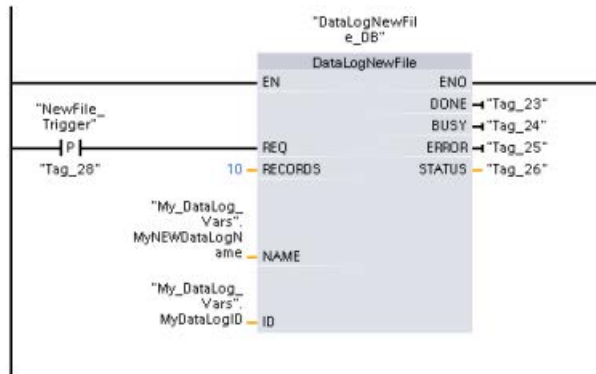 "DataLogNewFil
e_DB"
DataLogNewFile
EN
ENO
DONE
"Tag_23"
"NewFile_
Trigger"
BUSY
"Tag_24"
P
REQ
ERROR
"Tag_25"
"Tag_28"
10
RECORDS
STATUS
"Tag_26"
"My_DataLog_
Vars".
MyNEWDataLogN
ame
NAME
"My_DataLog_
Vars".
MyDataLogID
ID